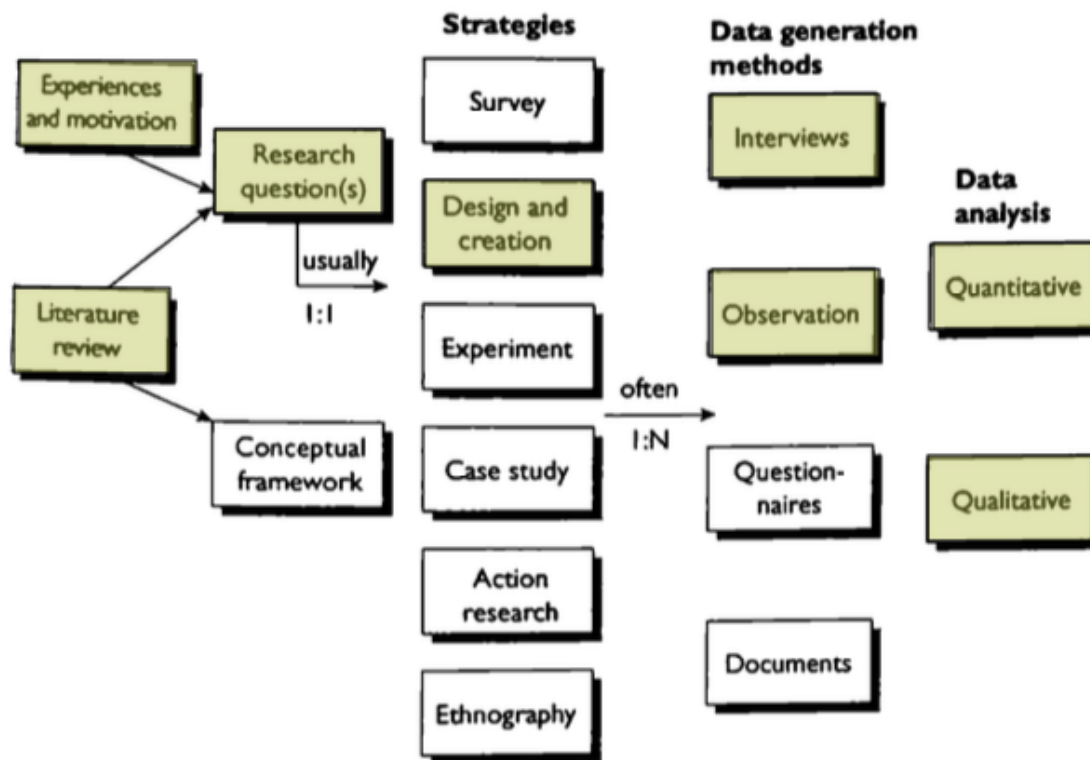 Experiences
and motivation
Literature
review
Research
question(s)
usually
1:1
Conceptual
framework
Strategies
Survey
Design and
creation
Experiment
Case study
Action
research
Ethnography
often
1:N
Data generation
methods
Interviews
Observation
Question-
naires
Documents
Data
analysis
Quantitative
Qualitative